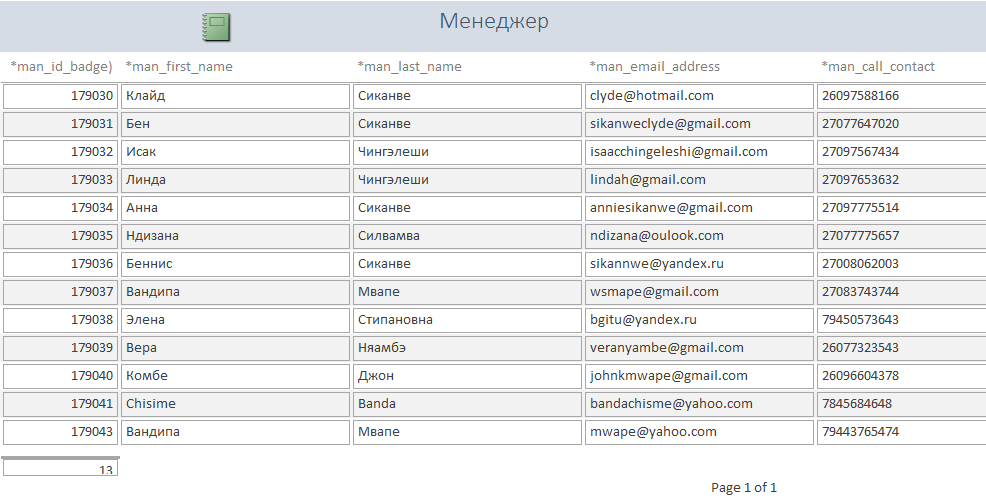 Менеджер
*man_id_badge) *man_first_name *man_last_name *man_email_address *man_call_contact
179030 Клайд Сиканве clyde@hotmail.com 26097588166
179031 Бен Сиканве sikanweclyde@gmail.com 27077647020
179032 Исак Чингэлеши isaacchingeleshi@gmail.com 27097567434
179033 Линда Чингэлеши lindah@gmail.com 27097653632
179034 Анна Сиканве anniesikanwe@gmail.com 27097775514
179035 Ндизана Силвамва ndizana@oulook.com 27077775657
179036 Беннис Сиканве sikannwe@yandex.ru 27008062003
179037 Вандипа Мвапе wsmape@gmail.com 27083743744
179038 Элена Стипановна bgitu@yandex.ru 79450573643
179039 Вера Няамбэ veranyambe@gmail.com 26077323543
179040 Комбе Джон johnkmwape@gmail.com 26096604378
179041 Chisime Banda bandachisme@yahoo.com 7845684648
179043 Вандипа Мвапе mwape@yahoo.com 79443765474
13
Page 1 of 1